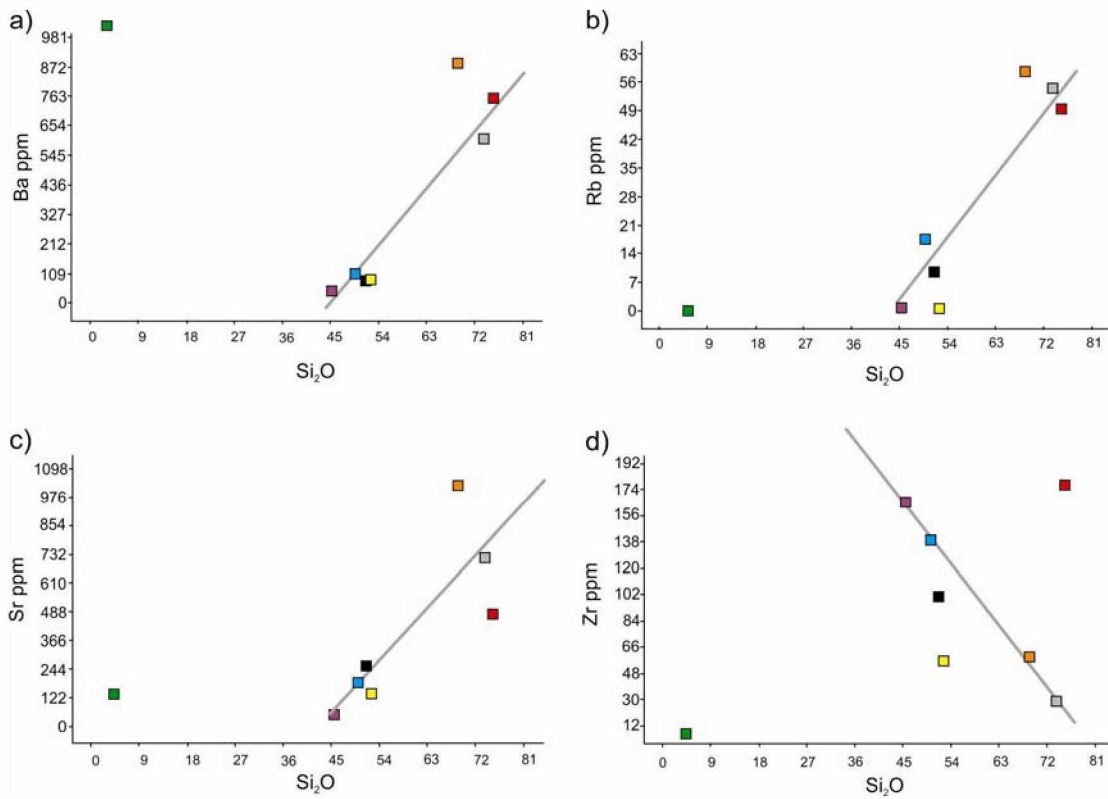 a)
981
872
763
654
545
436
327
212
109
0
Ba ppm
0 9 18 27 36 45 54 63 72 81
Si₂O
b)
63
56
49
42
35
28
21
14
7
0
Rb ppm
0 9 18 27 36 45 54 63 72 81
Si₂O
c)
1098
976
854
732
610
488
366
244
122
0
Sr ppm
0 9 18 27 36 45 54 63 72 81
Si₂O
d)
192
174
156
138
120
102
84
66
48
30
12
Zr ppm
0 9 18 27 36 45 54 63 72 81
Si₂O